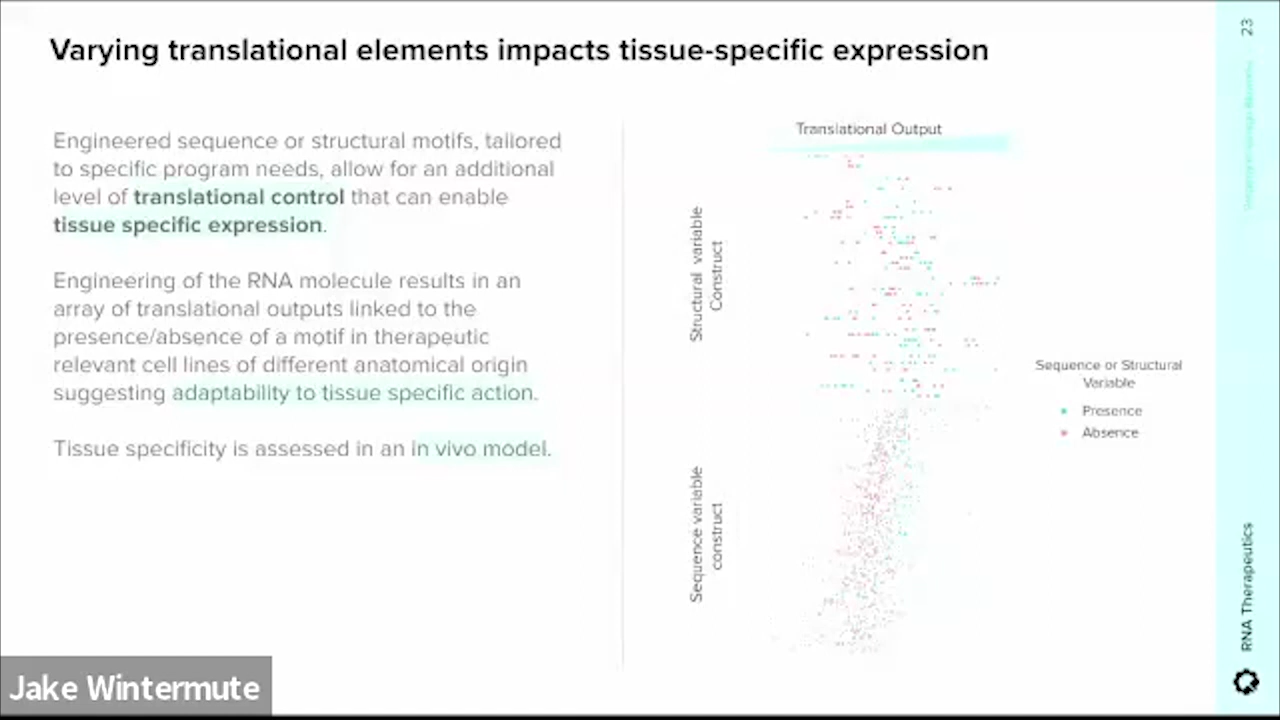 Varying translational elements impacts tissue-specific expression
23
Engineered sequence or structural motifs, tailored
to specific program needs, allow for an additional
level of translational control that can enable
tissue specific expression.
Engineering of the RNA molecule results in an
array of translational outputs linked to the
presence/absence of a motif in therapeutic
relevant cell lines of different anatomical origin
suggesting adaptability to tissue specific action.
Tissue specificity is assessed in an in vivo model.
Translational Output
Structural variable
Construct
Sequence variable
construct
Sequence or Structural
Variable
Presence
Absence
RNA Therapeutics
Jake Wintermute